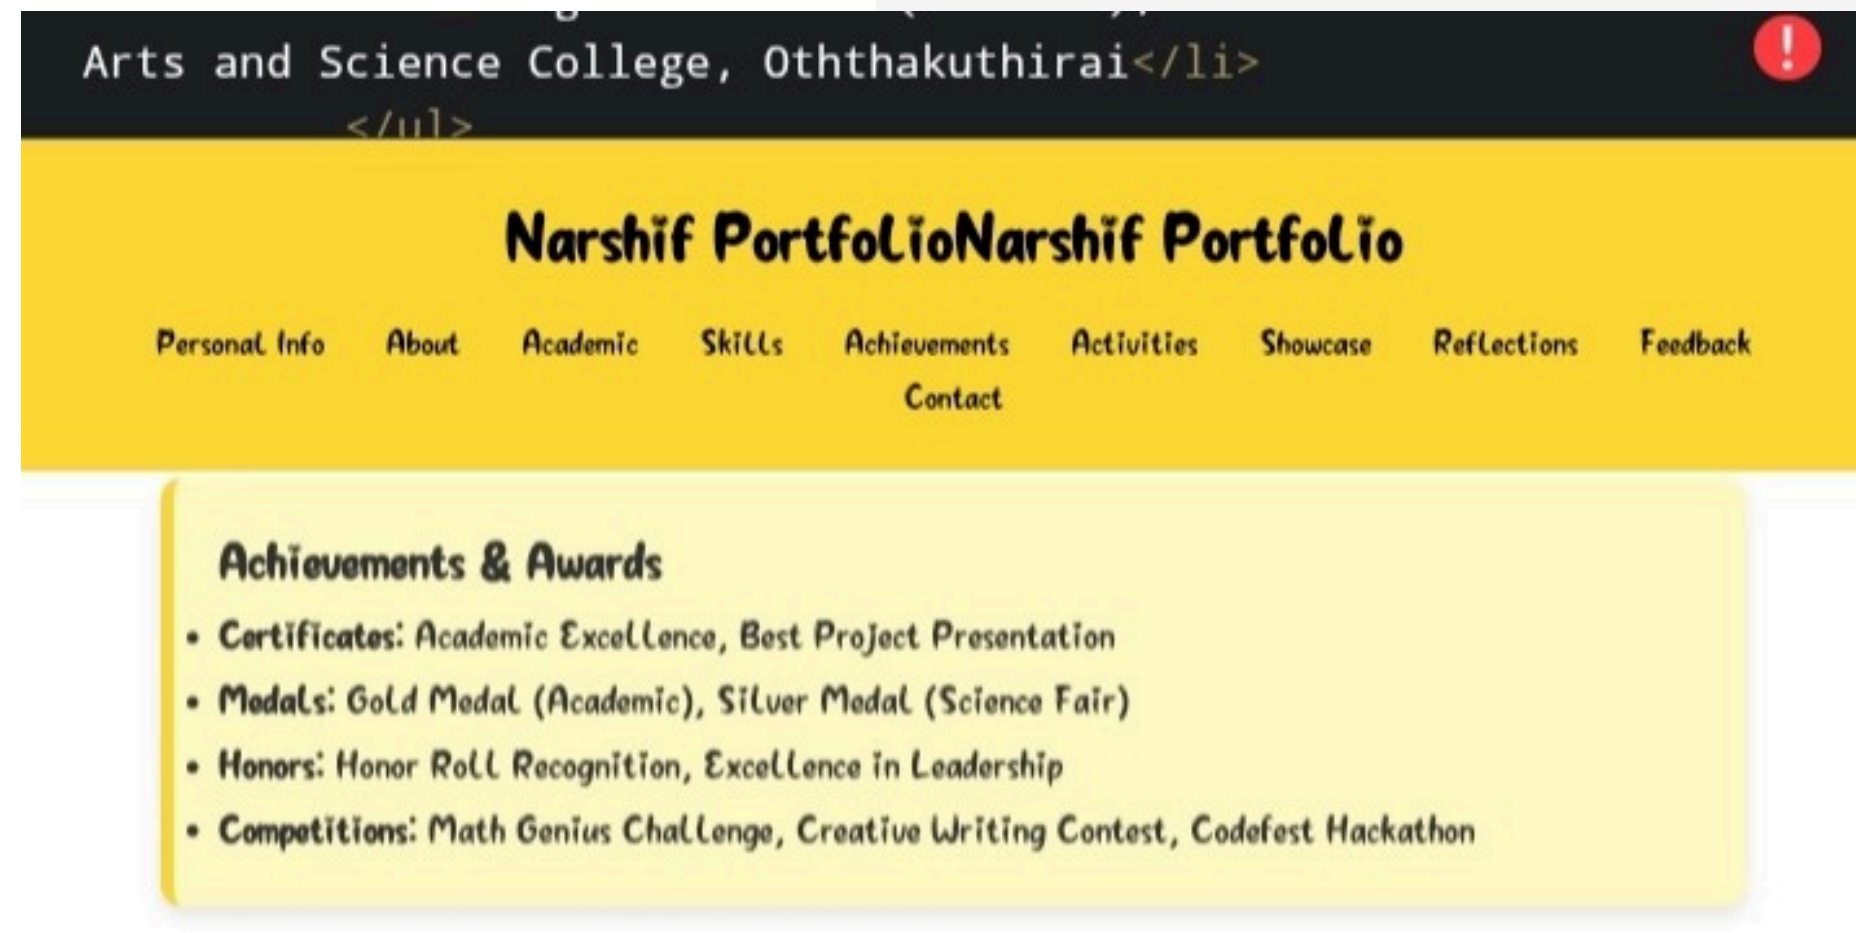 Arts and Science College, Oththakuthirai</li>
</ul>
Narshif PortfolioNarshif Portfolio
Personal Info About Academic Skills Achievements Activities Showcase Reflections Feedback
Contact
Achievements & Awards
• Certificates: Academic Excellence, Best Project Presentation
• Medals: Gold Medal (Academic), Silver Medal (Science Fair)
• Honors: Honor Roll Recognition, Excellence in Leadership
• Competitions: Math Genius Challenge, Creative Writing Contest, Codefest Hackathon